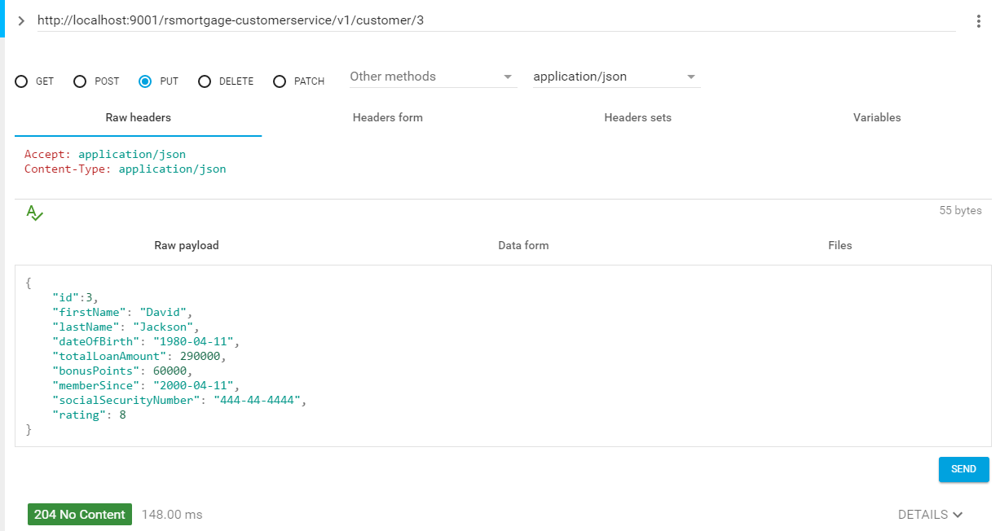 http://localhost:9001/rsmortgage-customerservice/v1/customer/3
GET POST PUT DELETE PATCH Other methods application/json
Raw headers Headers form Headers sets Variables
Accept: application/json
Content-Type: application/json
55 bytes
Raw payload Data form Files
{
"id":3,
"firstName": "David",
"lastName": "Jackson",
"dateOfBirth": "1980-04-11",
"totalLoanAmount": 290000,
"bonusPoints": 60000,
"memberSince": "2000-04-11",
"socialSecurityNumber": "444-44-4444",
"rating": 8
}
SEND
204 No Content 148.00 ms DETAILS